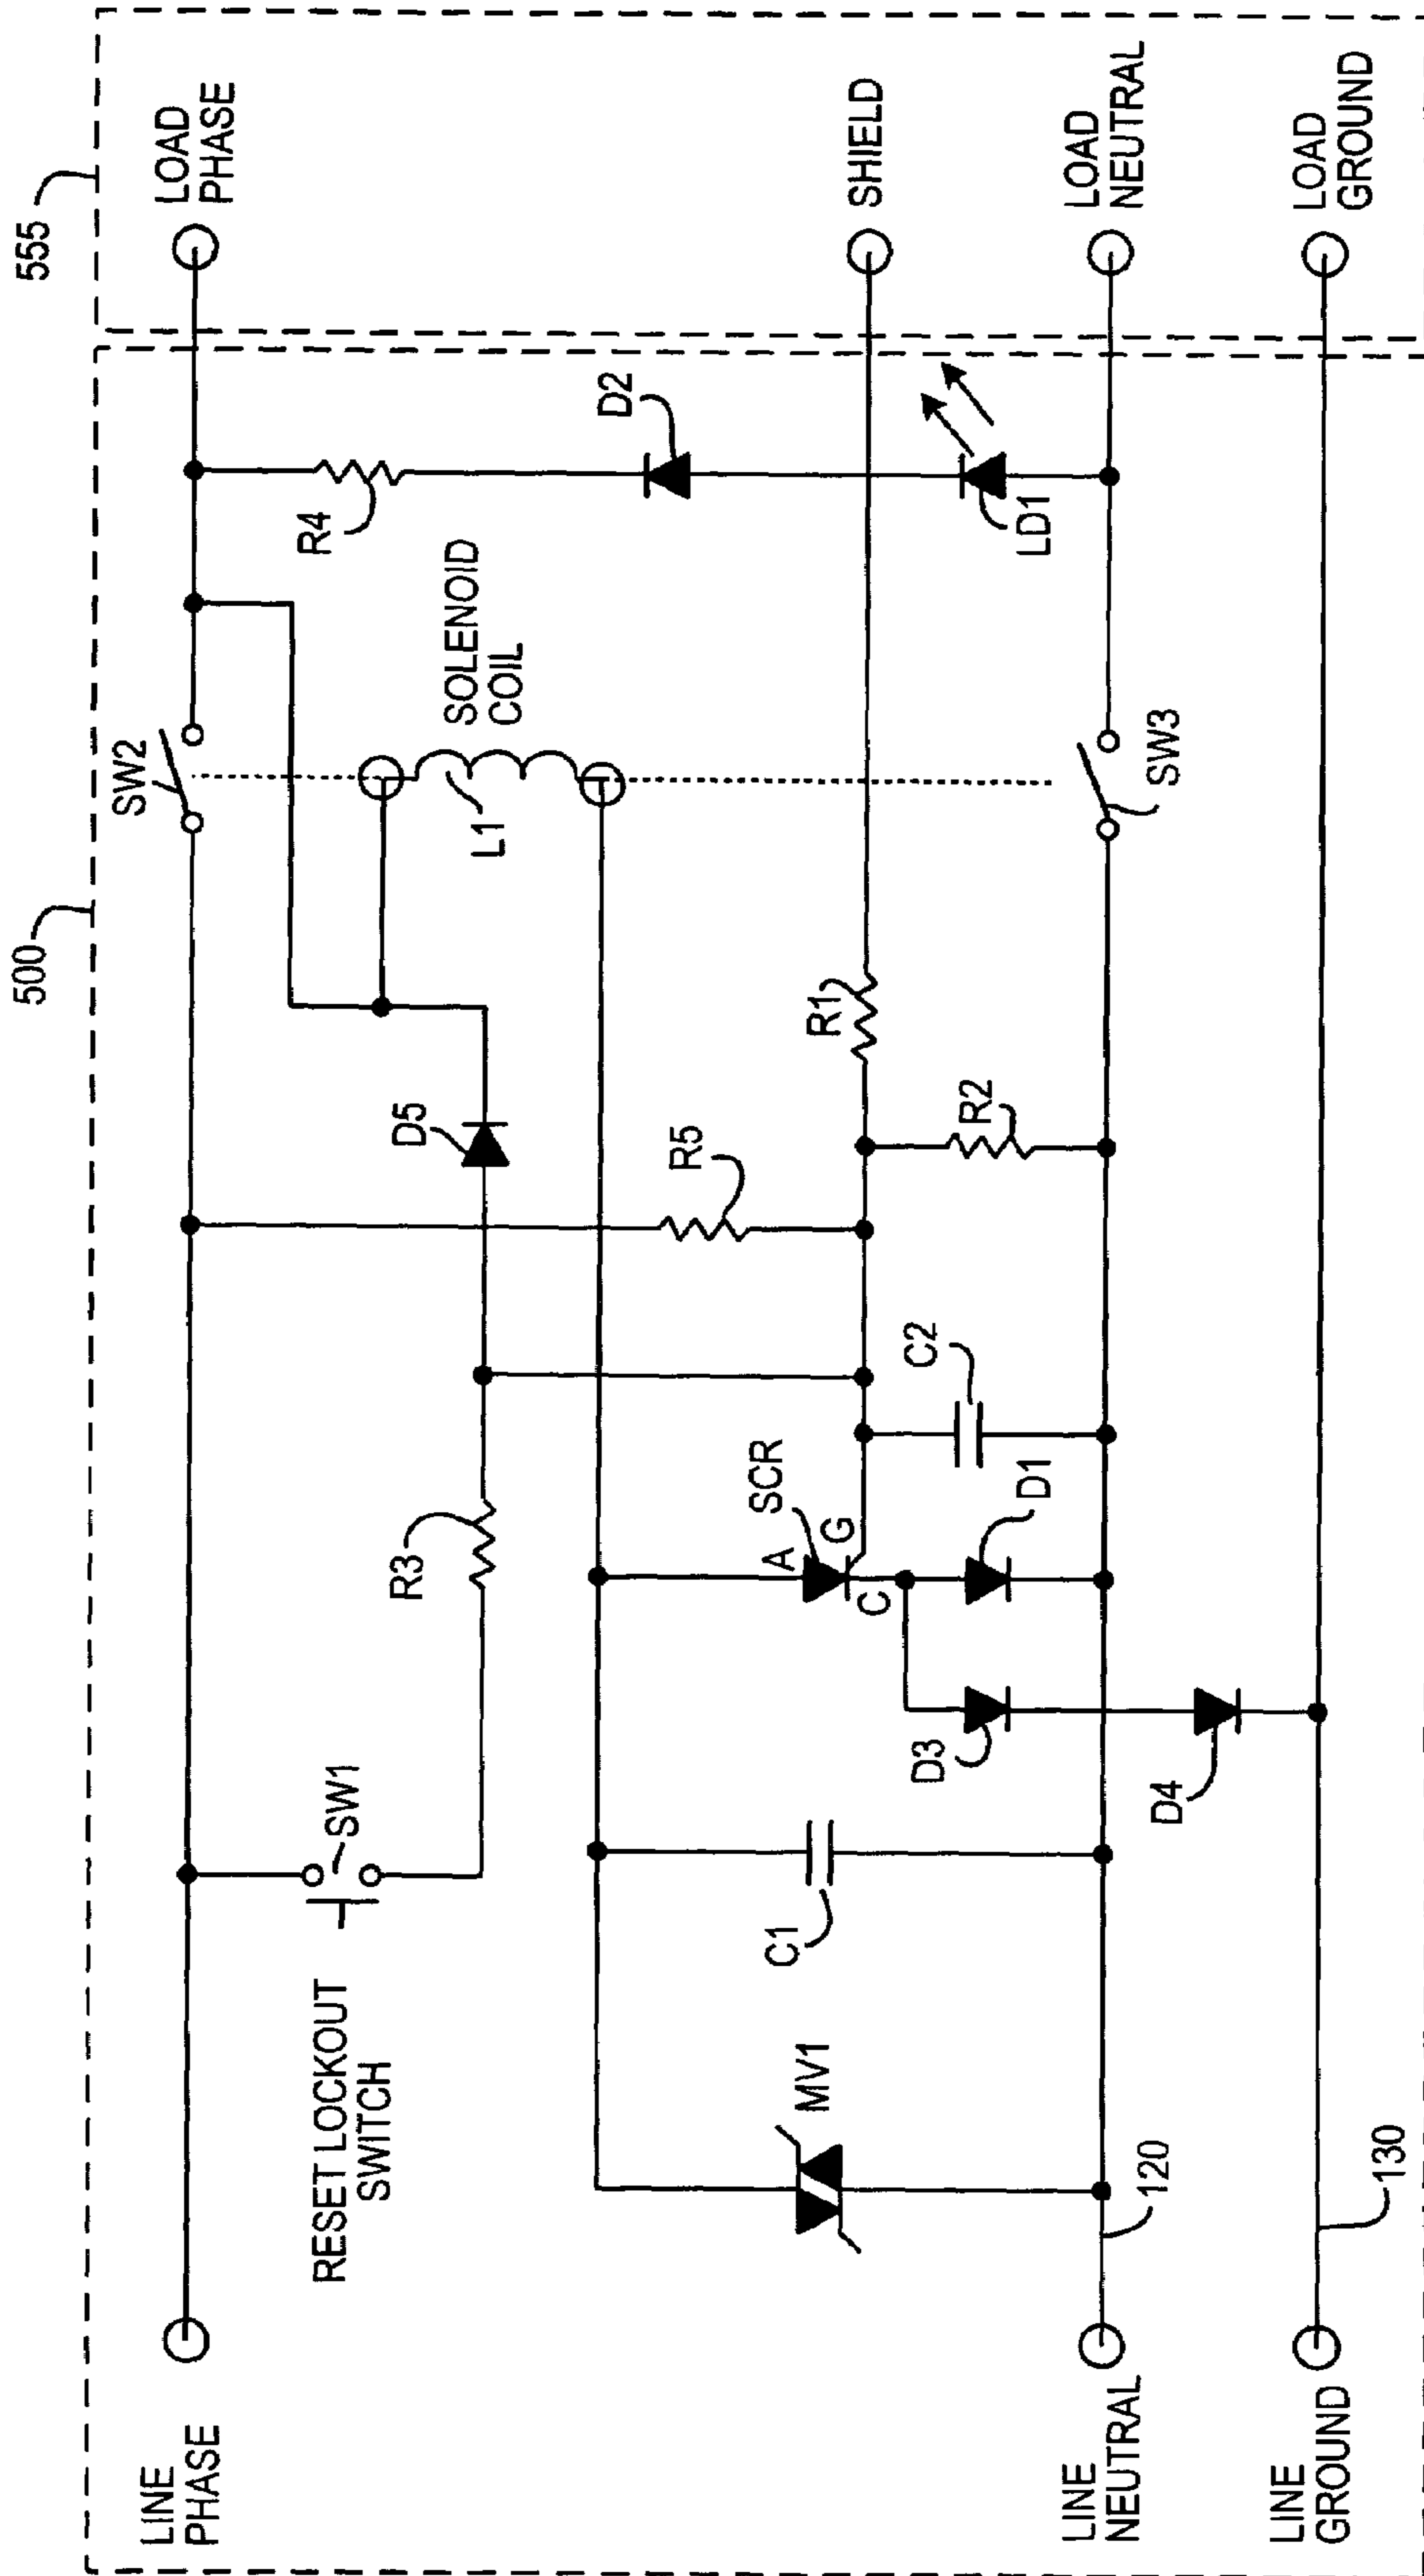 555
LOAD
PHASE
SHIELD
LOAD
NEUTRAL
LOAD
GROUND
500
SW2
R4
D2
LD1
SOLENOID
COIL
L1
SW3
R1
R2
D5
R5
C2
SCR
A
G
C
D1
R3
D3
D4
SW1
RESET LOCKOUT
SWITCH
C1
MV1
120
130
LINE
PHASE
LINE
NEUTRAL
LINE
GROUND